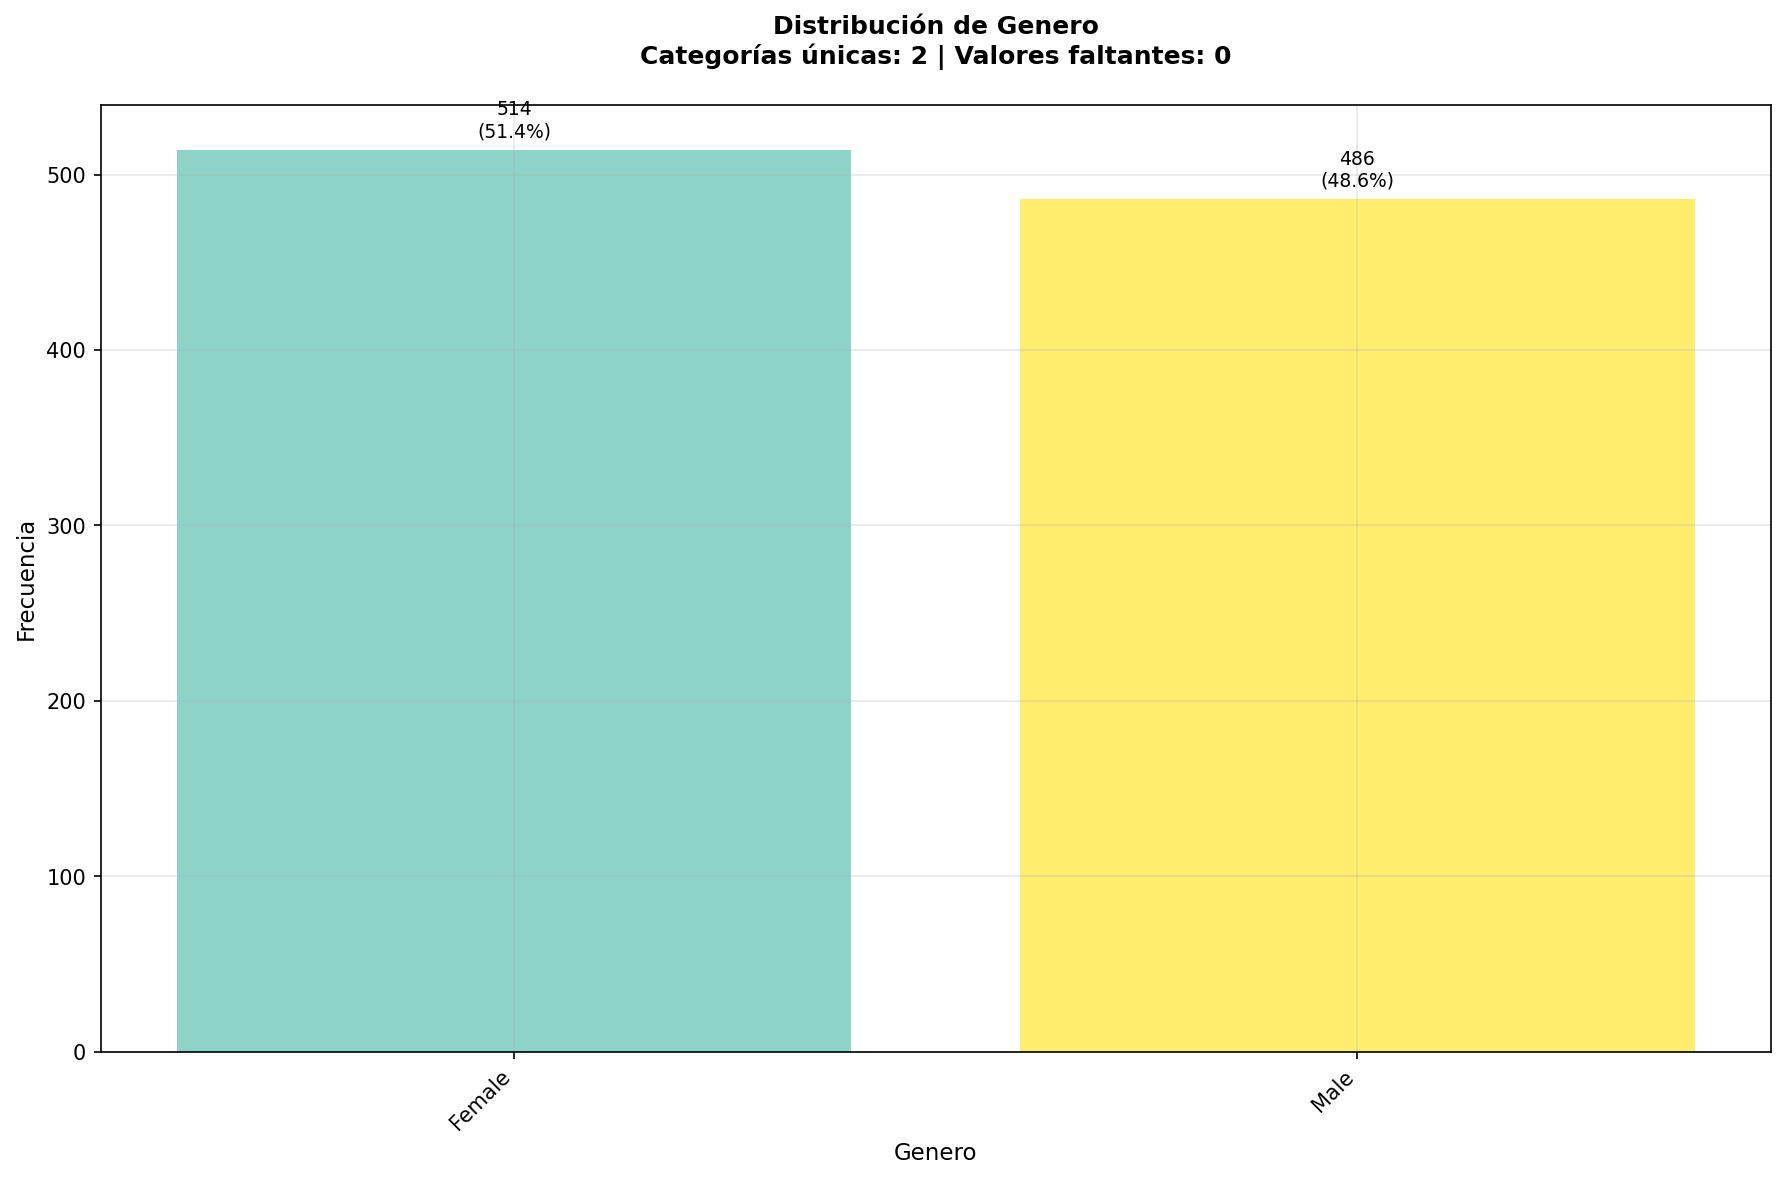 Distribución de Genero
Categorías únicas: 2 | Valores faltantes: 0
514
(51.4%)
486
(48.6%)
500
400
300
200
100
0
Frecuencia
Female
Male
Genero